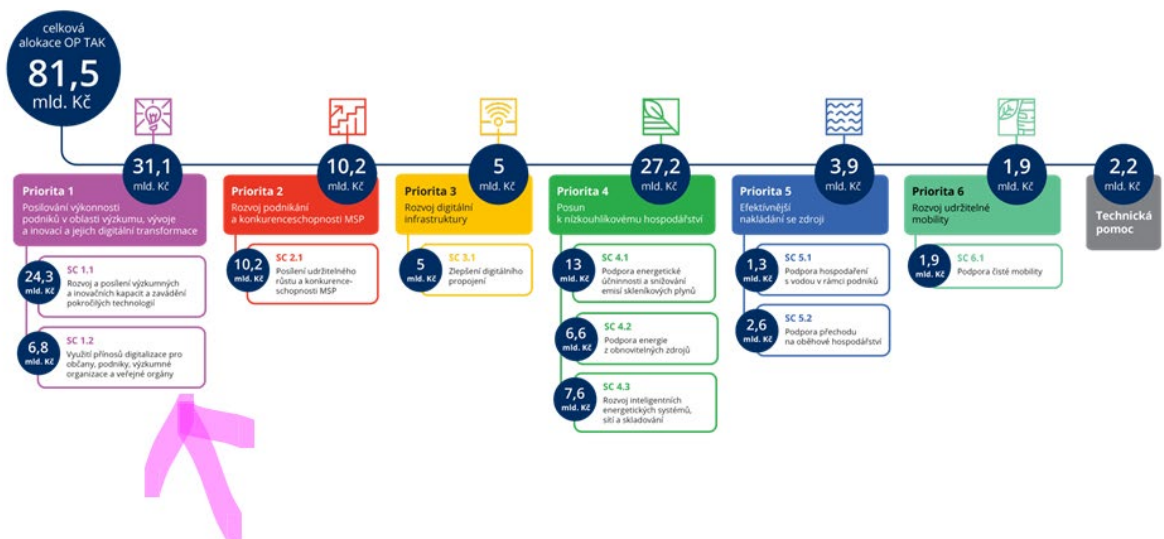 celková
alokace OP TAK
81,5
mld. Kč
31,1
mld. Kč
Priorita 1
Posilování výkonnosti
podniků v oblasti výzkumu, vývoje
a inovací a jejich digitální transformace
24,3
mld. Kč
SC 1.1
Rozvoj a posílení výzkumných
a inovačních kapacit a zavádění
pokročilých technologií
6,8
mld. Kč
SC 1.2
Využití přínosů digitalizace pro
občany, podniky, výzkumné
organizace a veřejné orgány
10,2
mld. Kč
Priorita 2
Rozvoj podnikání
a konkurenceschopnosti MSP
10,2
mld. Kč
SC 2.1
Posílení udržitelného
růstu a konkurence-
schopnosti MSP
5
mld. Kč
Priorita 3
Rozvoj digitální
infrastruktury
5
mld. Kč
SC 3.1
Zlepšení digitálního
propojení
27,2
mld. Kč
Priorita 4
Posun
k nízkouhlíkovému hospodářství
13
mld. Kč
SC 4.1
Podpora energetické
účinnosti a snižování
emisí skleníkových plynů
6,6
mld. Kč
SC 4.2
Podpora energie
z obnovitelných zdrojů
7,6
mld. Kč
SC 4.3
Rozvoj inteligentních
energetických systémů,
sítí a skladování
3,9
mld. Kč
Priorita 5
Efektivnější
nakládání se zdroji
1,3
mld. Kč
SC 5.1
Podpora hospodaření
s vodou v rámci podniků
2,6
mld. Kč
SC 5.2
Podpora přechodu
na oběhové hospodářství
1,9
mld. Kč
Priorita 6
Rozvoj udržitelné
mobility
1,9
mld. Kč
SC 6.1
Podpora čisté mobility
2,2
mld. Kč
Technická
pomoc